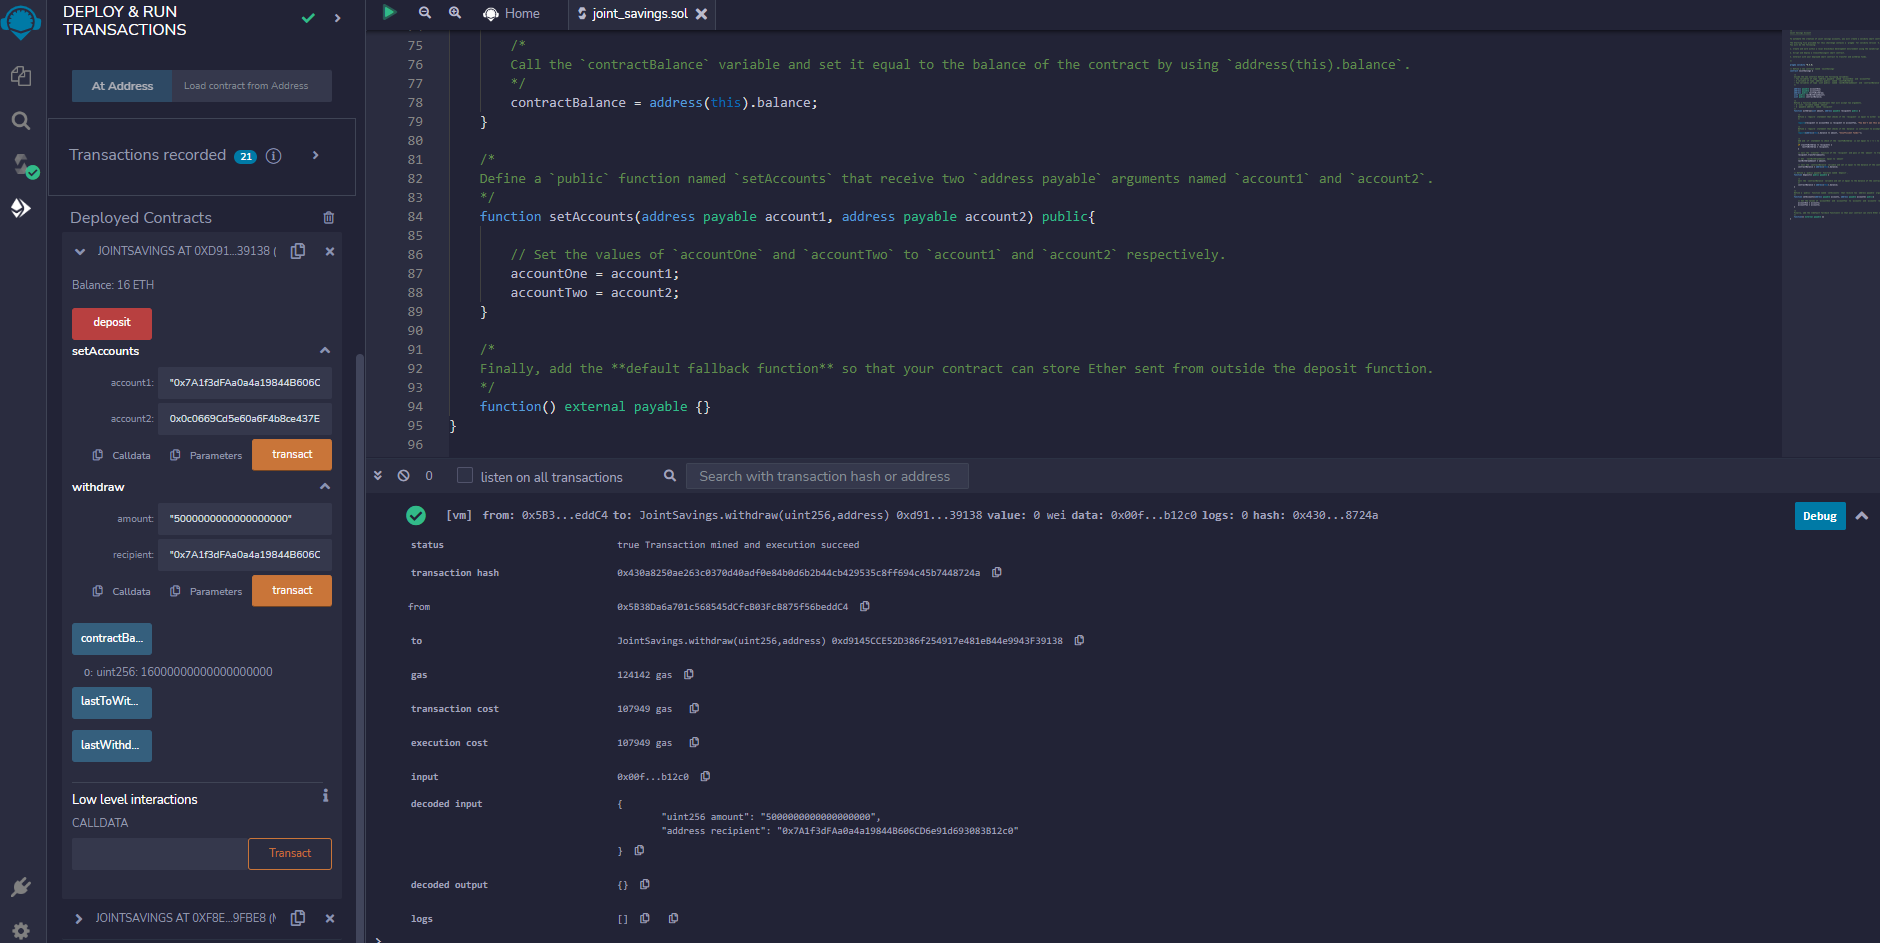 DEPLOY & RUN
TRANSACTIONS
At Address
Load contract from Address
Transactions recorded 21
Deployed Contracts
JOINTSAVINGS AT 0XD91...39138 (
Balance: 16 ETH
deposit
setAccounts
account1: "0x7A1f3dFAa0a4a19844B606C
account2: 0x0c0669Cd5e60a6F4b8ce437E
Calldata Parameters transact
withdraw
amount: "5000000000000000000"
recipient: "0x7A1f3dFAa0a4a19844B606C
Calldata Parameters transact
contractBa...
0: uint256: 16000000000000000000
lastToWit...
lastWithd...
Low level interactions
CALLDATA
Transact
JOINTSAVINGS AT 0XF8E...9FBE8 (
Home
joint_savings.sol
75 /*
76 Call the `contractBalance` variable and set it equal to the balance of the contract by using `address(this).balance`.
77 */
78 contractBalance = address(this).balance;
79 }
80
81 /*
82 Define a `public` function named `setAccounts` that receive two `address payable` arguments named `account1` and `account2`.
83 */
84 function setAccounts(address payable account1, address payable account2) public{
85
86 // Set the values of `accountOne` and `accountTwo` to `account1` and `account2` respectively.
87 accountOne = account1;
88 accountTwo = account2;
89 }
90
91 /*
92 Finally, add the **default fallback function** so that your contract can store Ether sent from outside the deposit function.
93 */
94 function() external payable {}
95 }
96
0 listen on all transactions Search with transaction hash or address
[vm] from: 0x5B3...eddC4 to: JointSavings.withdraw(uint256,address) 0xd91...39138 value: 0 wei data: 0x00f...b12c0 logs: 0 hash: 0x430...8724a
Debug
status true Transaction mined and execution succeed
transaction hash 0x430a8250ae263c0370d40adf0e84b0d6b2b44cb429535c8ff694c45b7448724a
from 0x5B38Da6a701c568545dCfcB03FcB875f56beddC4
to JointSavings.withdraw(uint256,address) 0xd9145CCE52D386f254917e481eB44e9943F39138
gas 124142 gas
transaction cost 107949 gas
execution cost 107949 gas
input 0x00f...b12c0
decoded input {
"uint256 amount": "5000000000000000000",
"address recipient": "0x7A1f3dFAa0a4a19844B606CD6e91d693083B12c0"
}
decoded output {}
logs []